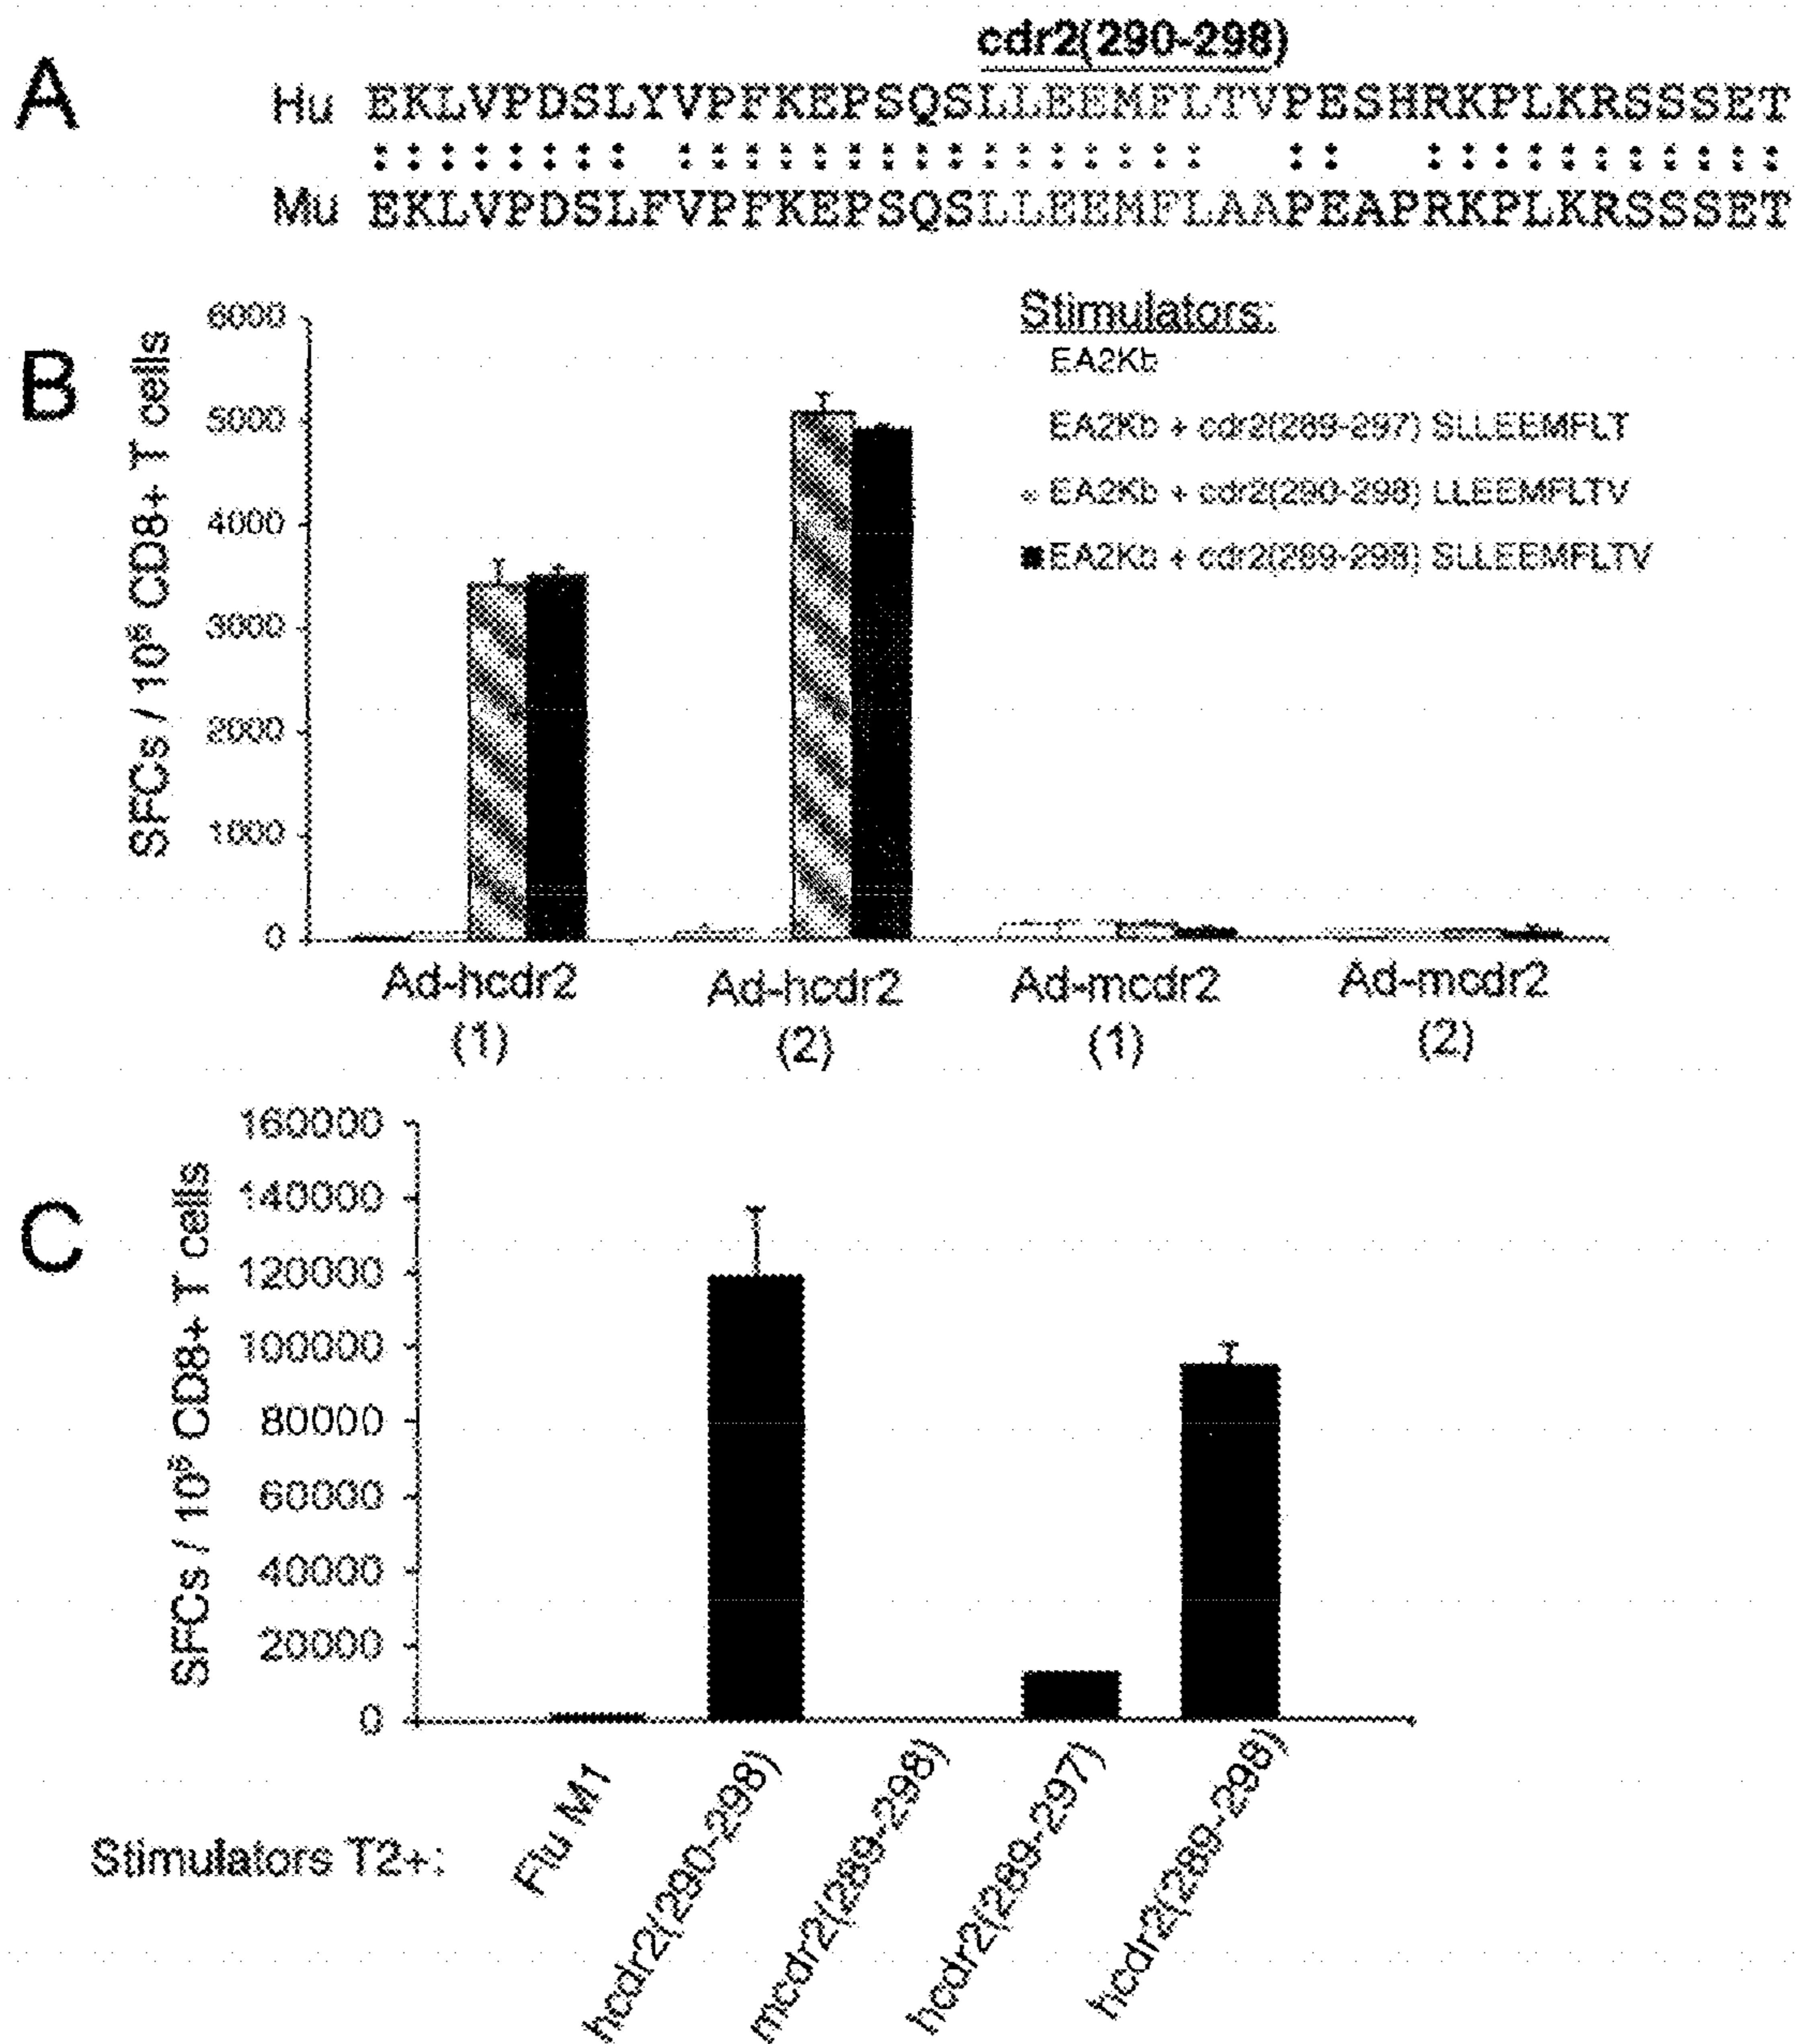 A
cdr2(290-298)
Hu EKLVPDSLYVPFKEPSQSLLEEMFLTVPESHRKPLKRSSSET
:::::::: :::::::::::::::: :: :::::::::::
Mu EKLVPDSLFVPFKEPSQSLLEEMFLAAPEAPRKPLKRSSSET
B
SFCs / 10⁵ CD8+ T cells
6000
5000
4000
3000
2000
1000
0
Stimulators:
EA2Kb
EA2Kb + cdr2(289-297) SLLEEMFLT
EA2Kb + cdr2(290-298) LLEEMFLTV
EA2Kb + cdr2(289-298) SLLEEMFLTV
Ad-hcdr2 Ad-hcdr2 Ad-mcdr2 Ad-mcdr2
(1) (2) (1) (2)
C
SFCs / 10⁵ CD8+ T cells
160000
140000
120000
100000
80000
60000
40000
20000
0
Stimulators T2+:
Flu M1
hcdr2(290-298)
mcdr2(289-298)
hcdr2(289-297)
hcdr2(289-298)